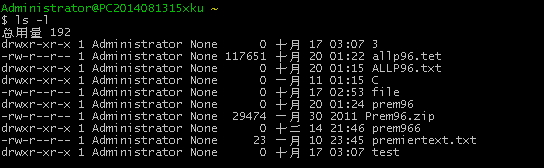 Administrator@PC2014081315xku ~
$ ls -l
总用量 192
drwxr-xr-x 1 Administrator None 0 十月 17 03:07 3
-rw-r--r-- 1 Administrator None 117651 十月 20 01:22 allp96.tet
drwxr-xr-x 1 Administrator None 0 十月 20 01:15 ALLP96.txt
drwxr-xr-x 1 Administrator None 0 一月 11 01:15 C
drwxr-xr-x 1 Administrator None 0 十月 17 02:53 file
drwxr-xr-x 1 Administrator None 0 十月 20 01:24 prem96
-rw-r--r-- 1 Administrator None 29474 一月 30 2011 Prem96.zip
drwxr-xr-x 1 Administrator None 0 十二 14 21:46 prem966
-rw-r--r-- 1 Administrator None 23 一月 10 23:45 premiertext.txt
drwxr-xr-x 1 Administrator None 0 十月 17 03:07 test